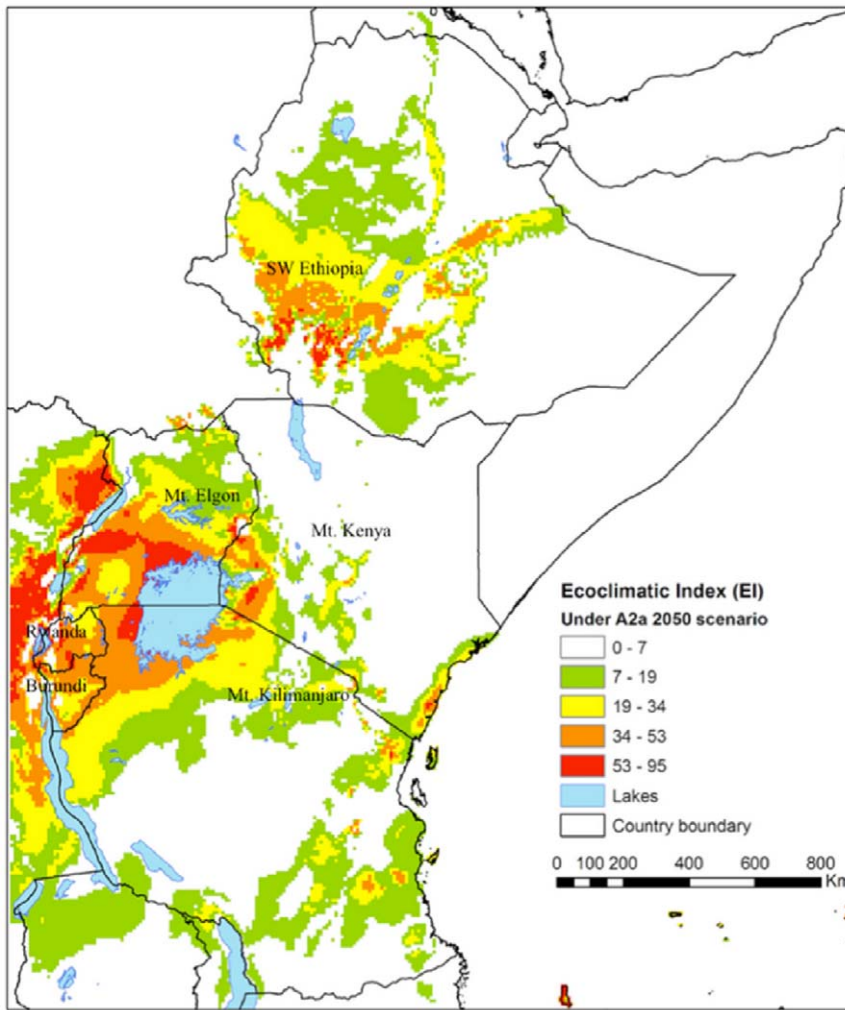 SW Ethiopia
Mt. Elgon
Mt. Kenya
Rwanda
Burundi
Mt. Kilimanjaro
Ecoclimatic Index (EI)
Under A2a 2050 scenario
0 - 7
7 - 19
19 - 34
34 - 53
53 - 95
Lakes
Country boundary
0 100 200 400 600 800
Km